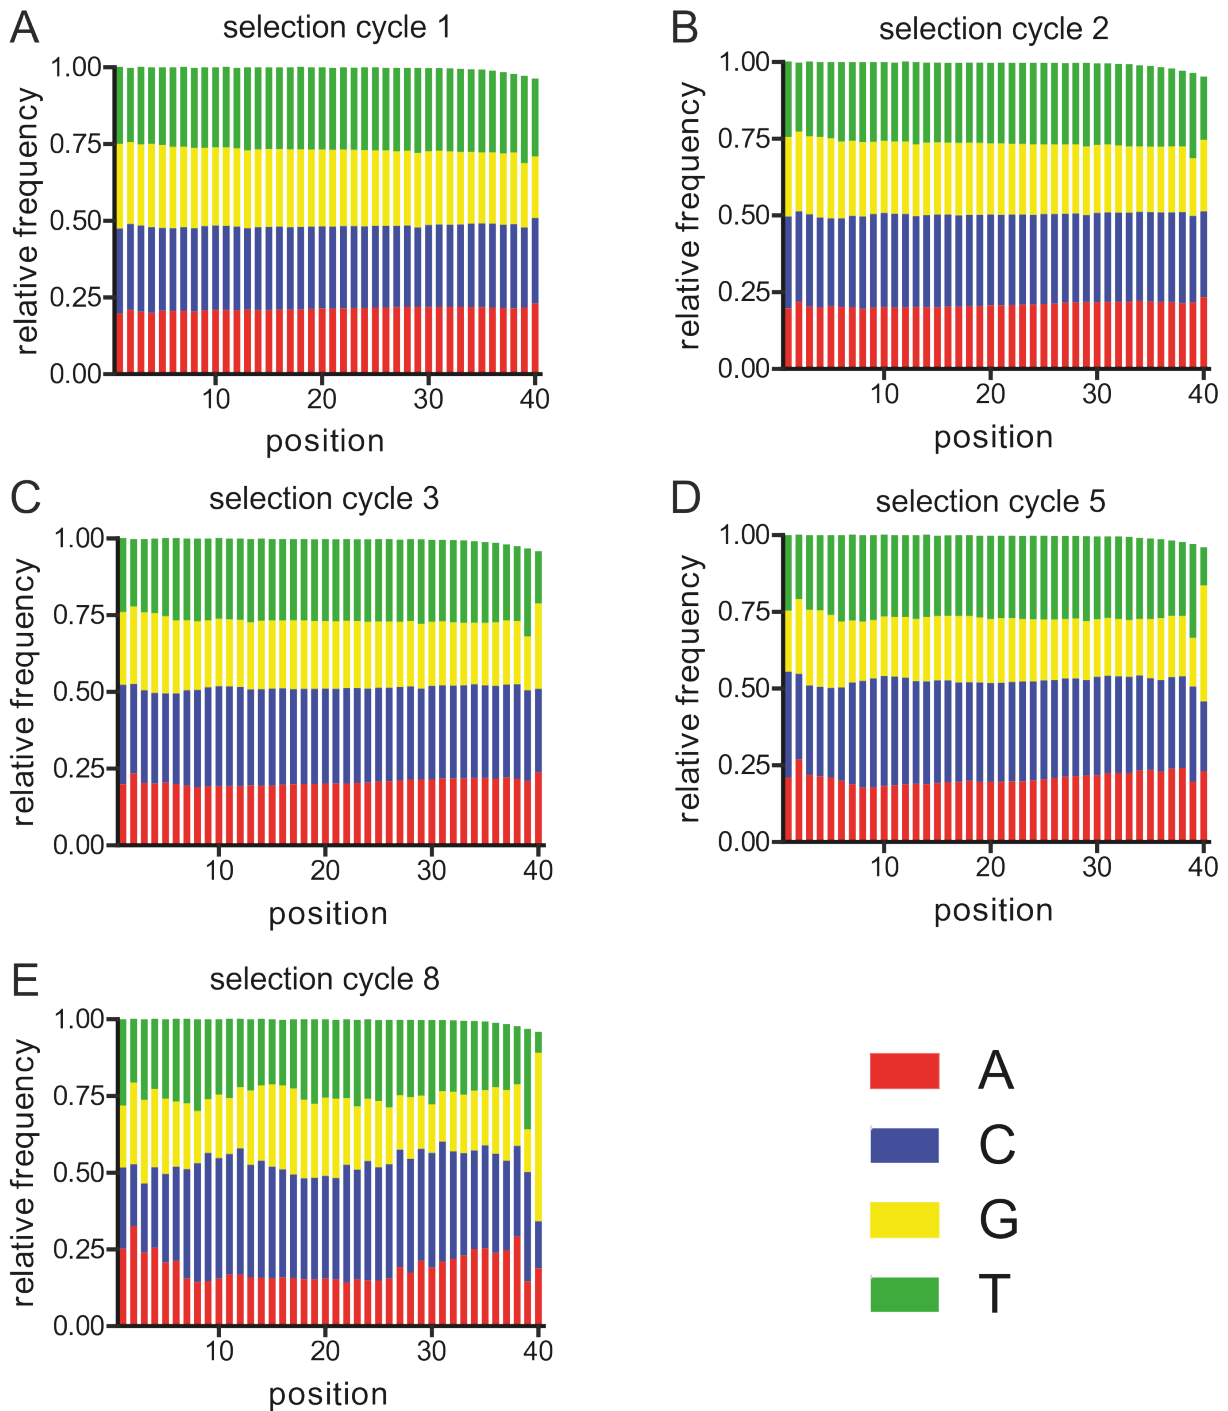 A
selection cycle 1
relative frequency
1.00
0.75
0.50
0.25
0.00
10 20 30 40
position
B
selection cycle 2
relative frequency
1.00
0.75
0.50
0.25
0.00
10 20 30 40
position
C
selection cycle 3
relative frequency
1.00
0.75
0.50
0.25
0.00
10 20 30 40
position
D
selection cycle 5
relative frequency
1.00
0.75
0.50
0.25
0.00
10 20 30 40
position
E
selection cycle 8
relative frequency
1.00
0.75
0.50
0.25
0.00
10 20 30 40
position
A
C
G
T